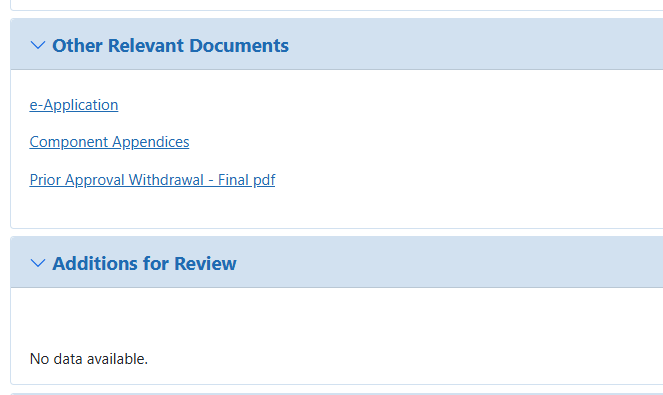 Other Relevant Documents
e-Application
Component Appendices
Prior Approval Withdrawal - Final pdf
Additions for Review
No data available.